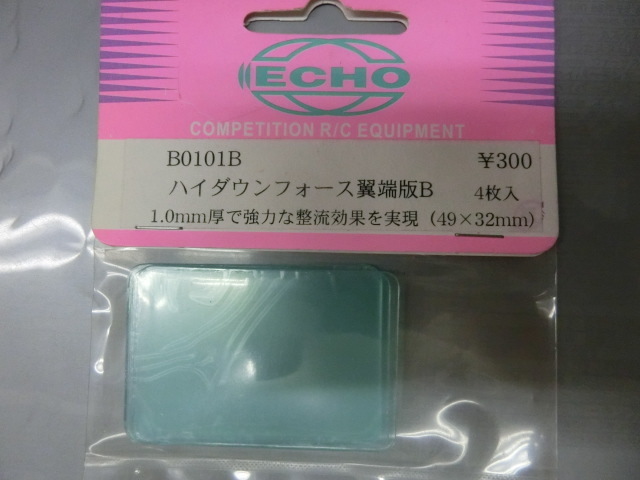 ECHO
COMPETITION R/C EQUIPMENT
B0101B ¥300
ハイダウンフォース翼端版B 4枚入
1.0mm厚で強力な整流効果を実現(49×32mm)